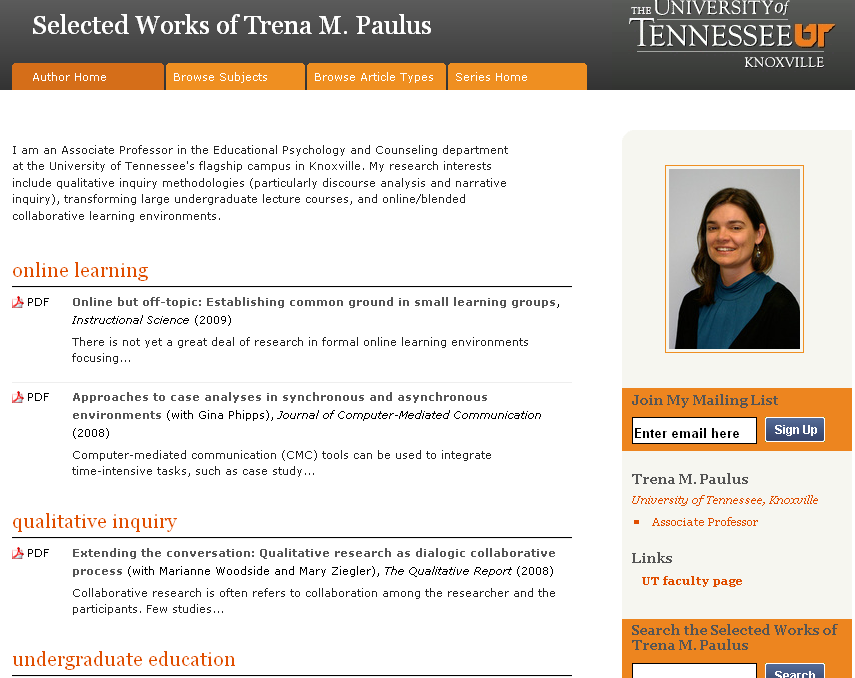 Selected Works of Trena M. Paulus
THE UNIVERSITY of
TENNESSEE UT
KNOXVILLE
Author Home
Browse Subjects
Browse Article Types
Series Home
I am an Associate Professor in the Educational Psychology and Counseling department
at the University of Tennessee's flagship campus in Knoxville. My research interests
include qualitative inquiry methodologies (particularly discourse analysis and narrative
inquiry), transforming large undergraduate lecture courses, and online/blended
collaborative learning environments.
online learning
PDF Online but off-topic: Establishing common ground in small learning groups,
Instructional Science (2009)
There is not yet a great deal of research in formal online learning environments
focusing...
PDF Approaches to case analyses in synchronous and asynchronous
environments (with Gina Phipps), Journal of Computer-Mediated Communication
(2008)
Computer-mediated communication (CMC) tools can be used to integrate
time-intensive tasks, such as case study...
qualitative inquiry
PDF Extending the conversation: Qualitative research as dialogic collaborative
process (with Marianne Woodside and Mary Ziegler), The Qualitative Report (2008)
Collaborative research is often refers to collaboration among the researcher and the
participants. Few studies...
undergraduate education
Join My Mailing List
Enter email here
Sign Up
Trena M. Paulus
University of Tennessee, Knoxville
Associate Professor
Links
UT faculty page
Search the Selected Works of
Trena M. Paulus
Search